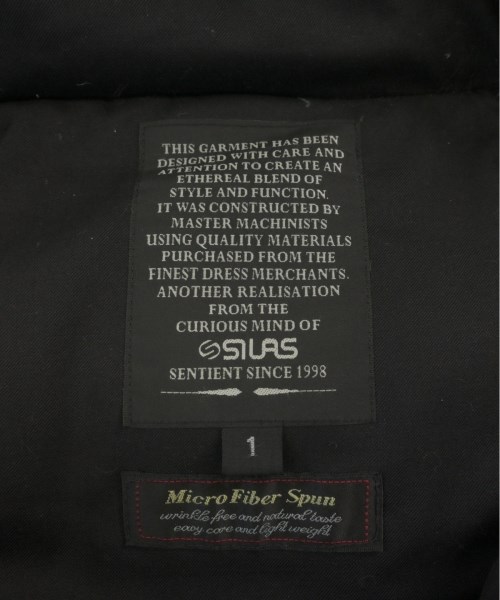 THIS GARMENT HAS BEEN
DESIGNED WITH CARE AND
ATTENTION TO CREATE AN
ETHEREAL BLEND OF
STYLE AND FUNCTION.
IT WAS CONSTRUCTED BY
MASTER MACHINISTS
USING QUALITY MATERIALS
PURCHASED FROM THE
FINEST DRESS MERCHANTS.
ANOTHER REALISATION
FROM THE
CURIOUS MIND OF
SILAS
SENTIENT SINCE 1998
1
Micro Fiber Spun
wrinkle free and natural taste
easy care and light weight